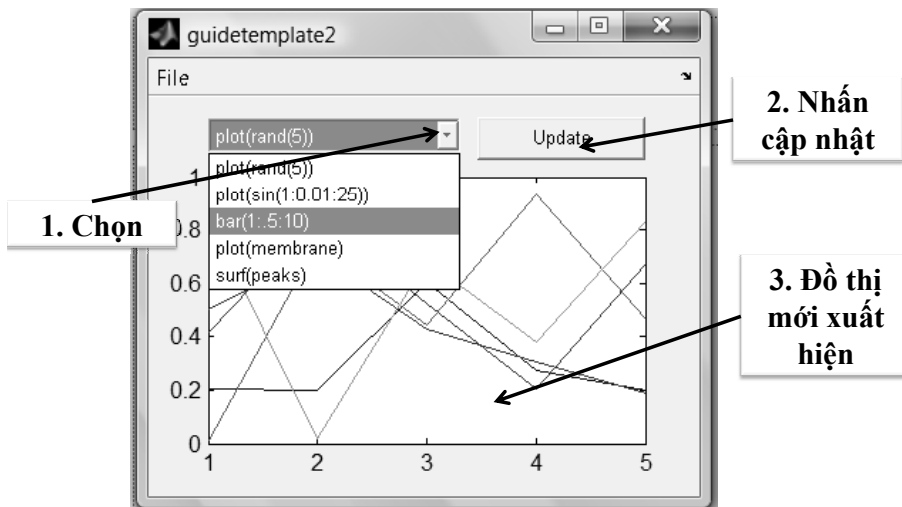 guidetemplate2
File
plot(rand(5))
Update
plot(rand(5))
plot(sin(1:0.01:25))
bar(1:.5:10)
plot(membrane)
surf(peaks)
1. Chọn
2. Nhấn
cập nhật
3. Đồ thị
mới xuất
hiện
1
0.8
0.6
0.4
0.2
0
1 2 3 4 5